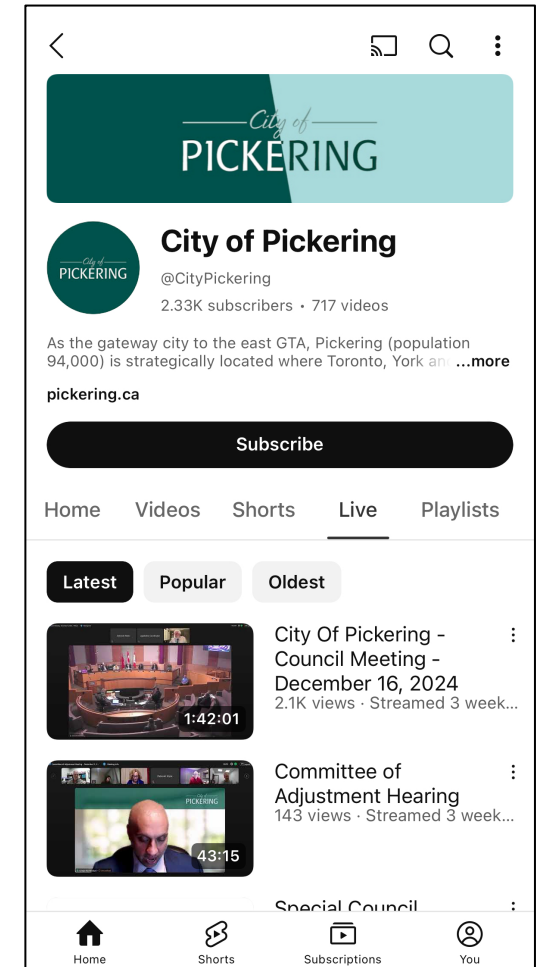 City of
PICKERING
City of
PICKERING
City of Pickering
@CityPickering
2.33K subscribers • 717 videos
As the gateway city to the east GTA, Pickering (population
94,000) is strategically located where Toronto, York an ...more
pickering.ca
Subscribe
Home Videos Shorts Live Playlists
Latest Popular Oldest
City Of Pickering -
Council Meeting -
December 16, 2024
2.1K views · Streamed 3 week...
1:42:01
Committee of
Adjustment Hearing
143 views · Streamed 3 week...
City of
PICKERING
43:15
Special Council
Home Shorts Subscriptions You